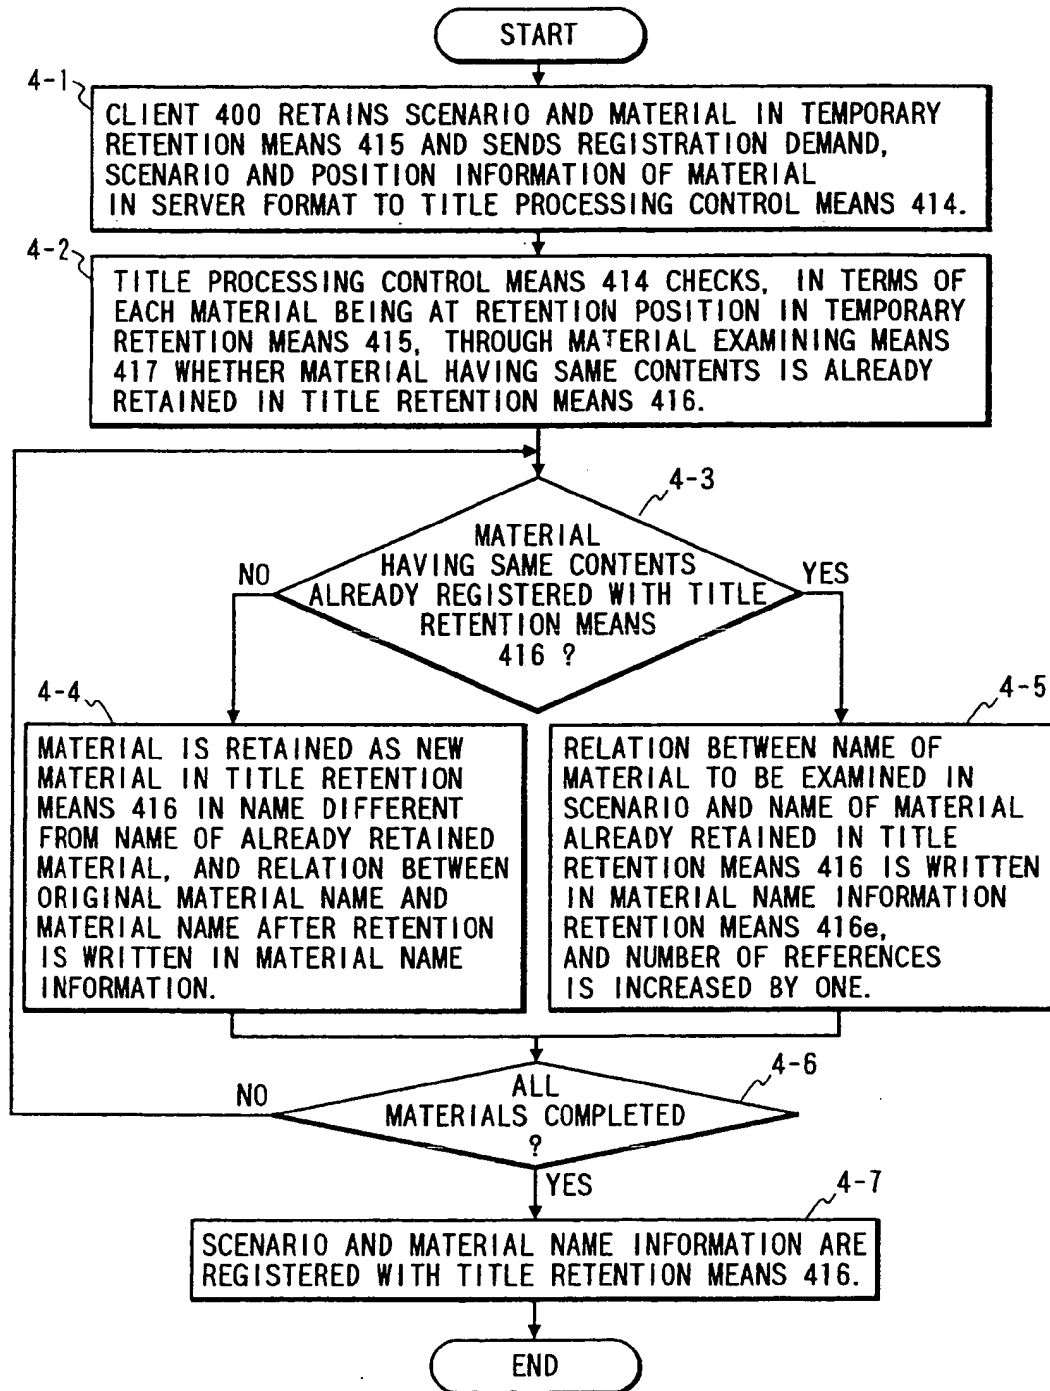 START
4-1
CLIENT 400 RETAINS SCENARIO AND MATERIAL IN TEMPORARY
RETENTION MEANS 415 AND SENDS REGISTRATION DEMAND,
SCENARIO AND POSITION INFORMATION OF MATERIAL
IN SERVER FORMAT TO TITLE PROCESSING CONTROL MEANS 414.
4-2
TITLE PROCESSING CONTROL MEANS 414 CHECKS, IN TERMS OF
EACH MATERIAL BEING AT RETENTION POSITION IN TEMPORARY
RETENTION MEANS 415, THROUGH MATERIAL EXAMINING MEANS
417 WHETHER MATERIAL HAVING SAME CONTENTS IS ALREADY
RETAINED IN TITLE RETENTION MEANS 416.
4-3
MATERIAL
HAVING SAME CONTENTS
ALREADY REGISTERED WITH TITLE
RETENTION MEANS
416 ?
NO
YES
4-4
MATERIAL IS RETAINED AS NEW
MATERIAL IN TITLE RETENTION
MEANS 416 IN NAME DIFFERENT
FROM NAME OF ALREADY RETAINED
MATERIAL, AND RELATION BETWEEN
ORIGINAL MATERIAL NAME AND
MATERIAL NAME AFTER RETENTION
IS WRITTEN IN MATERIAL NAME
INFORMATION.
4-5
RELATION BETWEEN NAME OF
MATERIAL TO BE EXAMINED IN
SCENARIO AND NAME OF MATERIAL
ALREADY RETAINED IN TITLE
RETENTION MEANS 416 IS WRITTEN
IN MATERIAL NAME INFORMATION
RETENTION MEANS 416e,
AND NUMBER OF REFERENCES
IS INCREASED BY ONE.
4-6
ALL
MATERIALS COMPLETED
?
NO
YES
4-7
SCENARIO AND MATERIAL NAME INFORMATION ARE
REGISTERED WITH TITLE RETENTION MEANS 416.
END